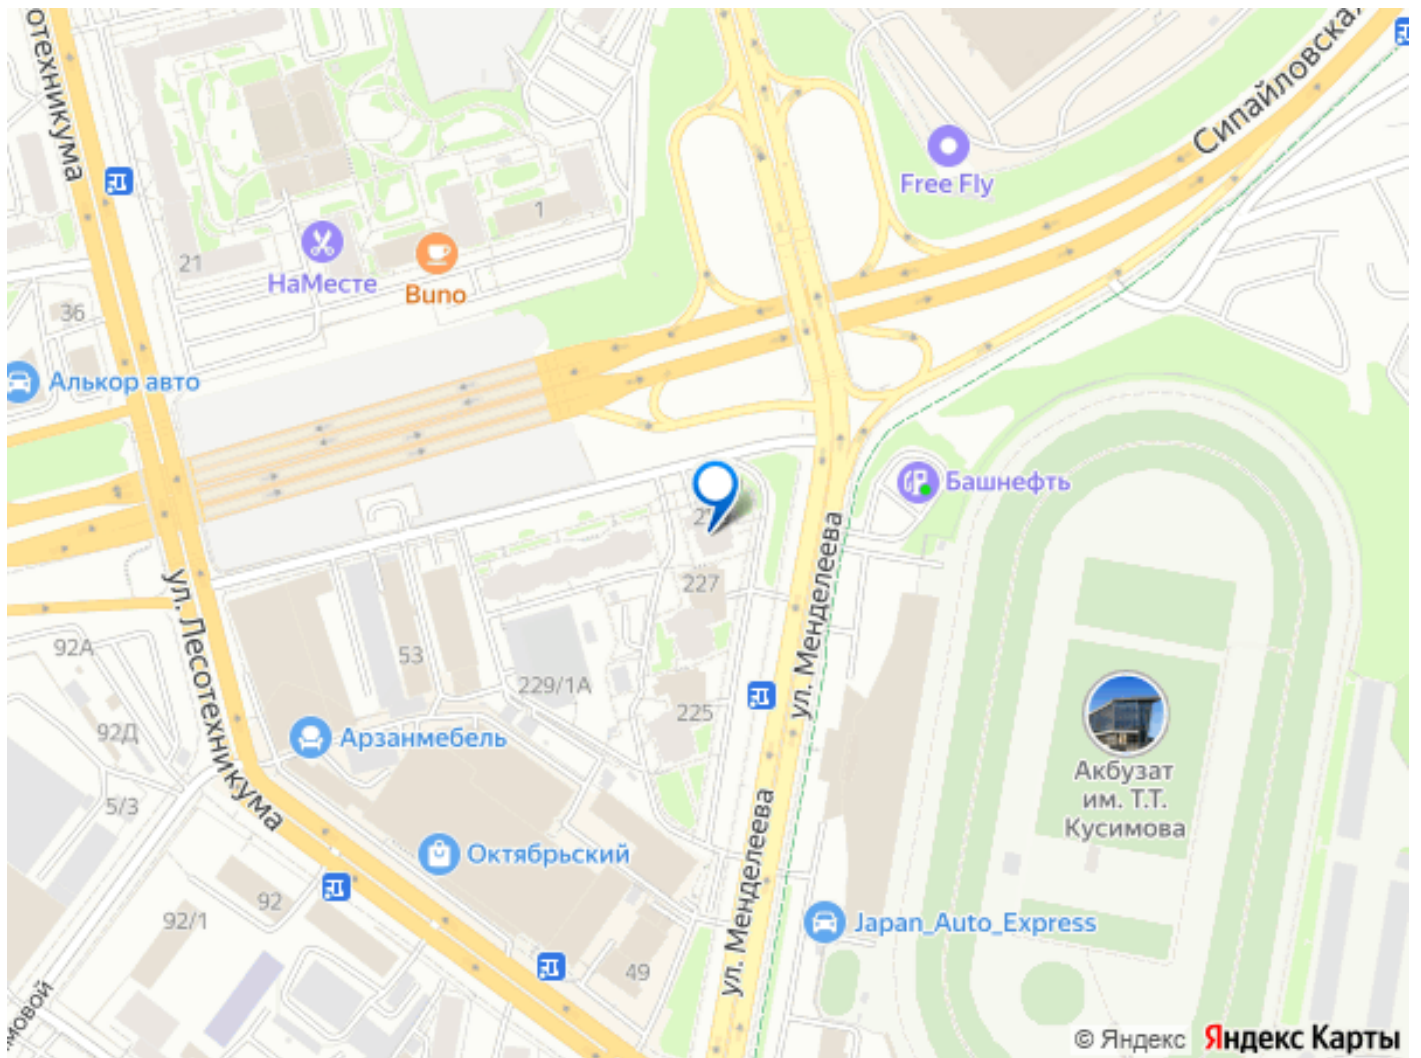 отехникума
Сипайловская
Free Fly
1
21
НаМесте
Buno
36
Алькор авто
Башнефть
ул. Менделеева
227
ул. Лесотехникума
92А
53
229/1А
225
92Д
Арзанмебель
Акбузат
им. Т.Т.
Кусимова
5/3
Октябрьский
ул. Менделеева
92
92/1
Japan_Auto_Express
49
мовой
© Яндекс Яндекс Карты